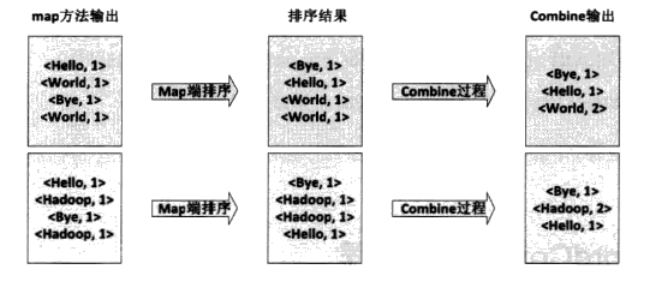 map方法输出
排序结果
Combine输出
<Hello, 1>
<World, 1>
<Bye, 1>
<World, 1>
Map端排序
<Bye, 1>
<Hello, 1>
<World, 1>
<World, 1>
Combine过程
<Bye, 1>
<Hello, 1>
<World, 2>
<Hello, 1>
<Hadoop, 1>
<Bye, 1>
<Hadoop, 1>
Map端排序
<Bye, 1>
<Hadoop, 1>
<Hadoop, 1>
<Hello, 1>
Combine过程
<Bye, 1>
<Hadoop, 2>
<Hello, 1>